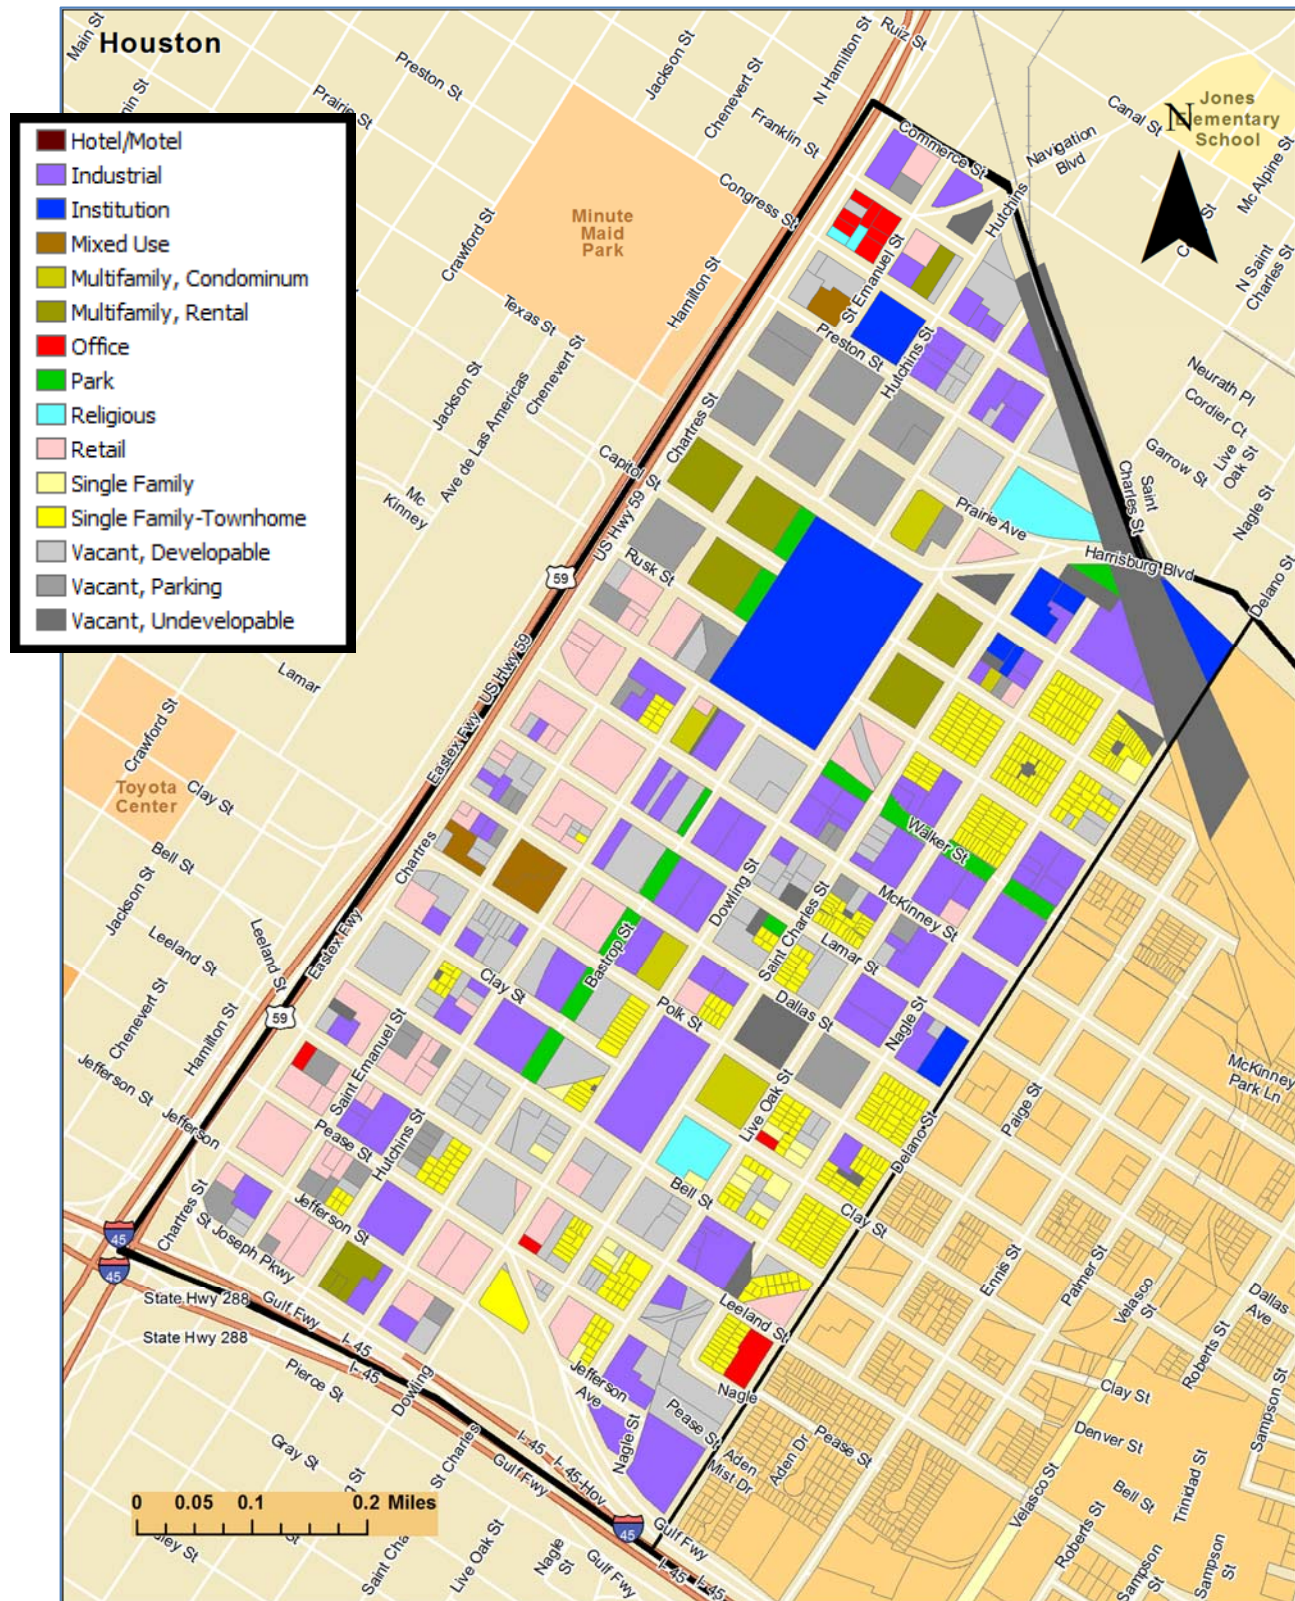 Houston
Hotel/Motel
Industrial
Institution
Mixed Use
Multifamily, Condominum
Multifamily, Rental
Office
Park
Religious
Retail
Single Family
Single Family-Townhome
Vacant, Developable
Vacant, Parking
Vacant, Undevelopable
Main St
Preston St
Prairie St
Jackson St
Chenevert St
N Hamilton St
Ruiz St
Franklin St
Congress St
Commerce St
Navigation
Blvd
Canal St
Jones
Elementary
School
N
Mc Alpine St
N Saint
Charles St
Hutchins
Minute
Maid
Park
Crawford St
Hamilton St
Texas St
Chenevert St
Jackson St
Ave de Las Americas
Mc
Kinney
St Emanuel St
Preston St
Hutchins St
Chartres St
Capitol St
US Hwy 59
Rusk St
59
Prairie Ave
Harrisburg Blvd
Saint
Charles St
Neurath Pl
Cordier Ct
Live
Oak St
Garrow St
Nagle St
Delano St
Lamar
US Hwy 59
Eastex Fwy
Crawford St
Toyota
Center
Clay St
Bell St
Jackson St
Leeland St
Leeland St
Chartres
Eastex Fwy
59
Chenevert St
Hamilton St
Jefferson St
Jefferson
Walker St
McKinney St
Dowling St
Saint Charles St
Lamar St
Bastrop St
Clay St
Polk St
Dallas St
Nagle St
Saint Emanuel St
Hutchins St
Pease St
Jefferson St
Live Oak St
Bell St
Clay St
Delano St
Paige St
McKinney
Park Ln
Chartres St
St Joseph Pkwy
45
45
State Hwy 288
State Hwy 288
Gulf Fwy
I-45
I-45
Pierce St
Dowling
Gray St
St Charles
Leeland St
Nagle
Jefferson
Ave
Nagle St
Pease St
Aden
Mist Dr
Aden Dr
Pease St
Ennis St
Palmer St
Velasco
St
Dallas
Ave
Roberts St
Clay St
Denver St
Sampson St
Bell St
Trinidad St
Velasco St
Roberts St
Sampson
St
Sampson
St
I-45
I-45-Hov
Gulf Fwy
45
Gulf Fwy
I-45
I-45
Gulf Fwy
Live Oak St
Nagle
St
0 0.05 0.1 0.2 Miles